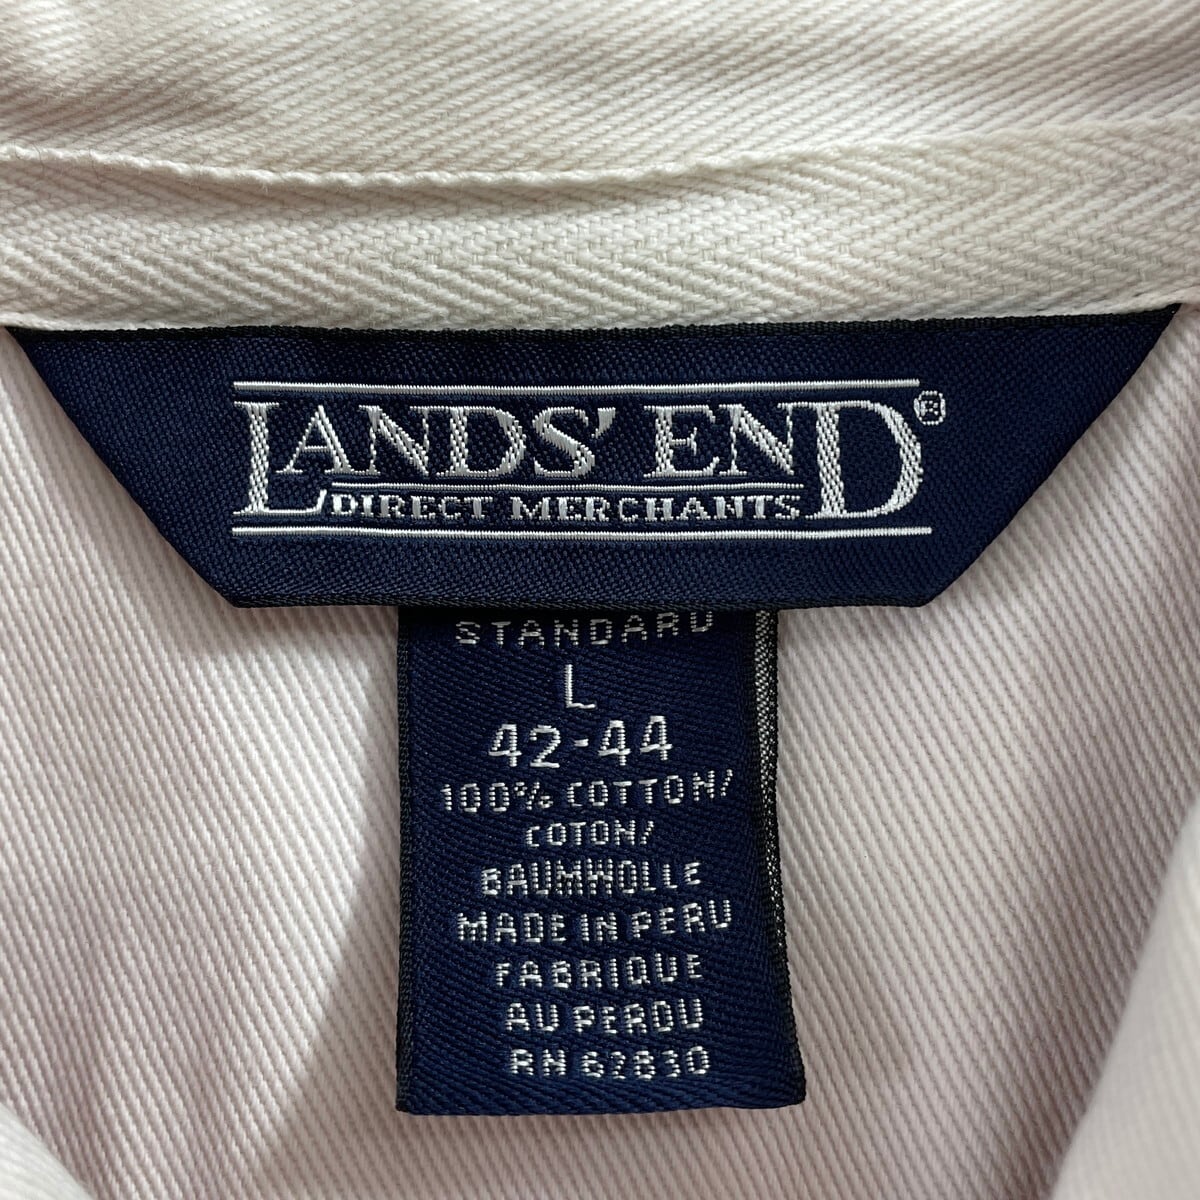 LANDS' END®
DIRECT MERCHANTS
STANDARD
L
42-44
100% COTTON/
COTON/
BAUMWOLLE
MADE IN PERU
FABRIQUE
AU PEROU
RN 62830